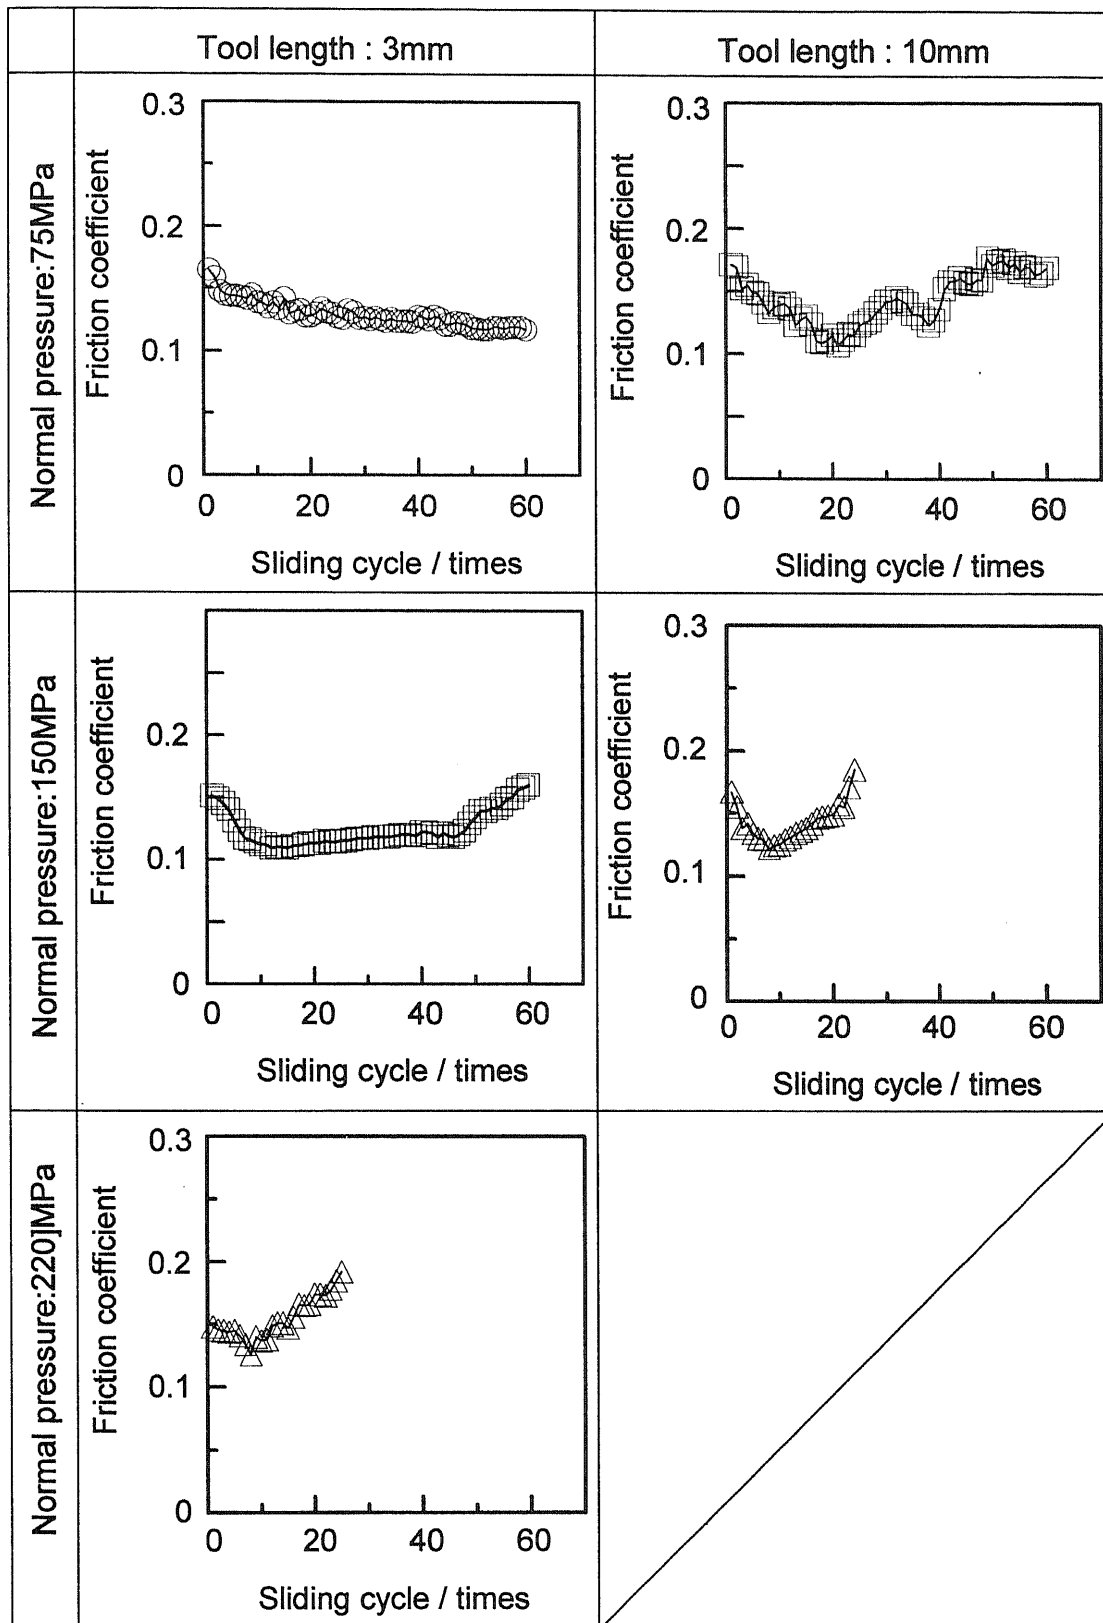 Tool length : 3mm
Tool length : 10mm
Normal pressure:75MPa
Friction coefficient
0.3
0.2
0.1
0
0 20 40 60
Sliding cycle / times
Friction coefficient
0.3
0.2
0.1
0
0 20 40 60
Sliding cycle / times
Normal pressure:150MPa
Friction coefficient
0.2
0.1
0
0 20 40 60
Sliding cycle / times
Friction coefficient
0.3
0.2
0.1
0
0 20 40 60
Sliding cycle / times
Normal pressure:220]MPa
Friction coefficient
0.3
0.2
0.1
0
0 20 40 60
Sliding cycle / times